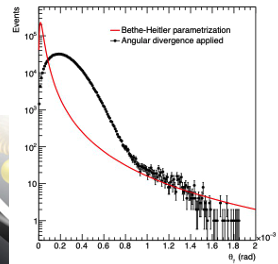 Events
Bethe-Heitler parametrization
Angular divergence applied
10⁵
10⁴
10³
10²
10
1
0 0.2 0.4 0.6 0.8 1 1.2 1.4 1.6 1.8 2
×10⁻³
θγ (rad)